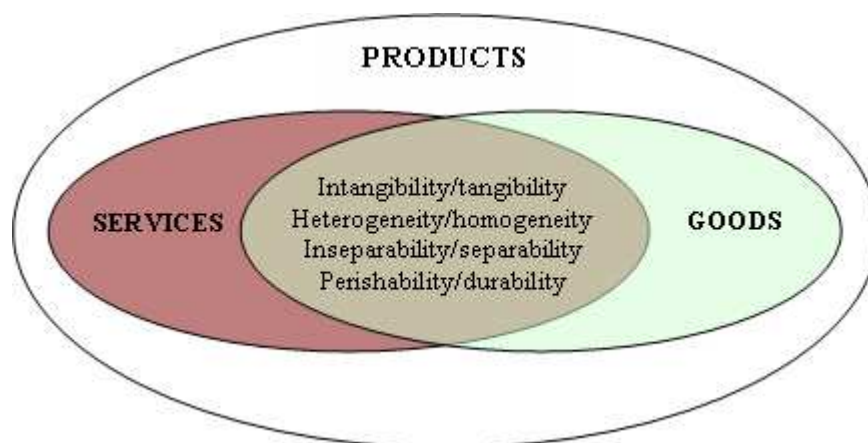 PRODUCTS
SERVICES
Intangibility/tangibility
Heterogeneity/homogeneity
Inseparability/separability
Perishability/durability
GOODS